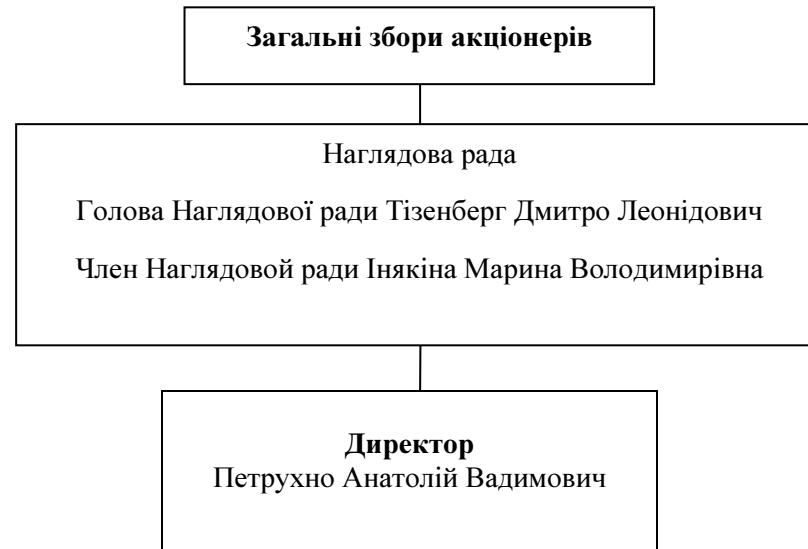 Загальні збори акціонерів
Наглядова рада
Голова Наглядової ради Тізенберг Дмитро Леонідович
Член Наглядовой ради Інякіна Марина Володимирівна
Директор
Петрухно Анатолій Вадимович